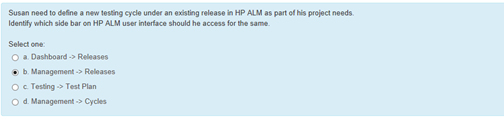 Susan need to define a new testing cycle under an existing release in HP ALM as part of his project needs.
Identify which side bar on HP ALM user interface should he access for the same.
Select one:
a. Dashboard -> Releases
b. Management -> Releases
c. Testing -> Test Plan
d. Management -> Cycles